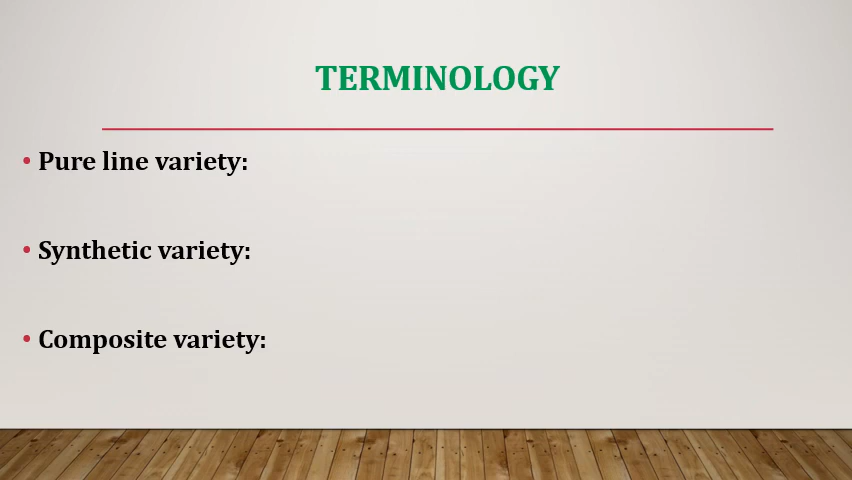 TERMINOLOGY
• Pure line variety:
• Synthetic variety:
• Composite variety: